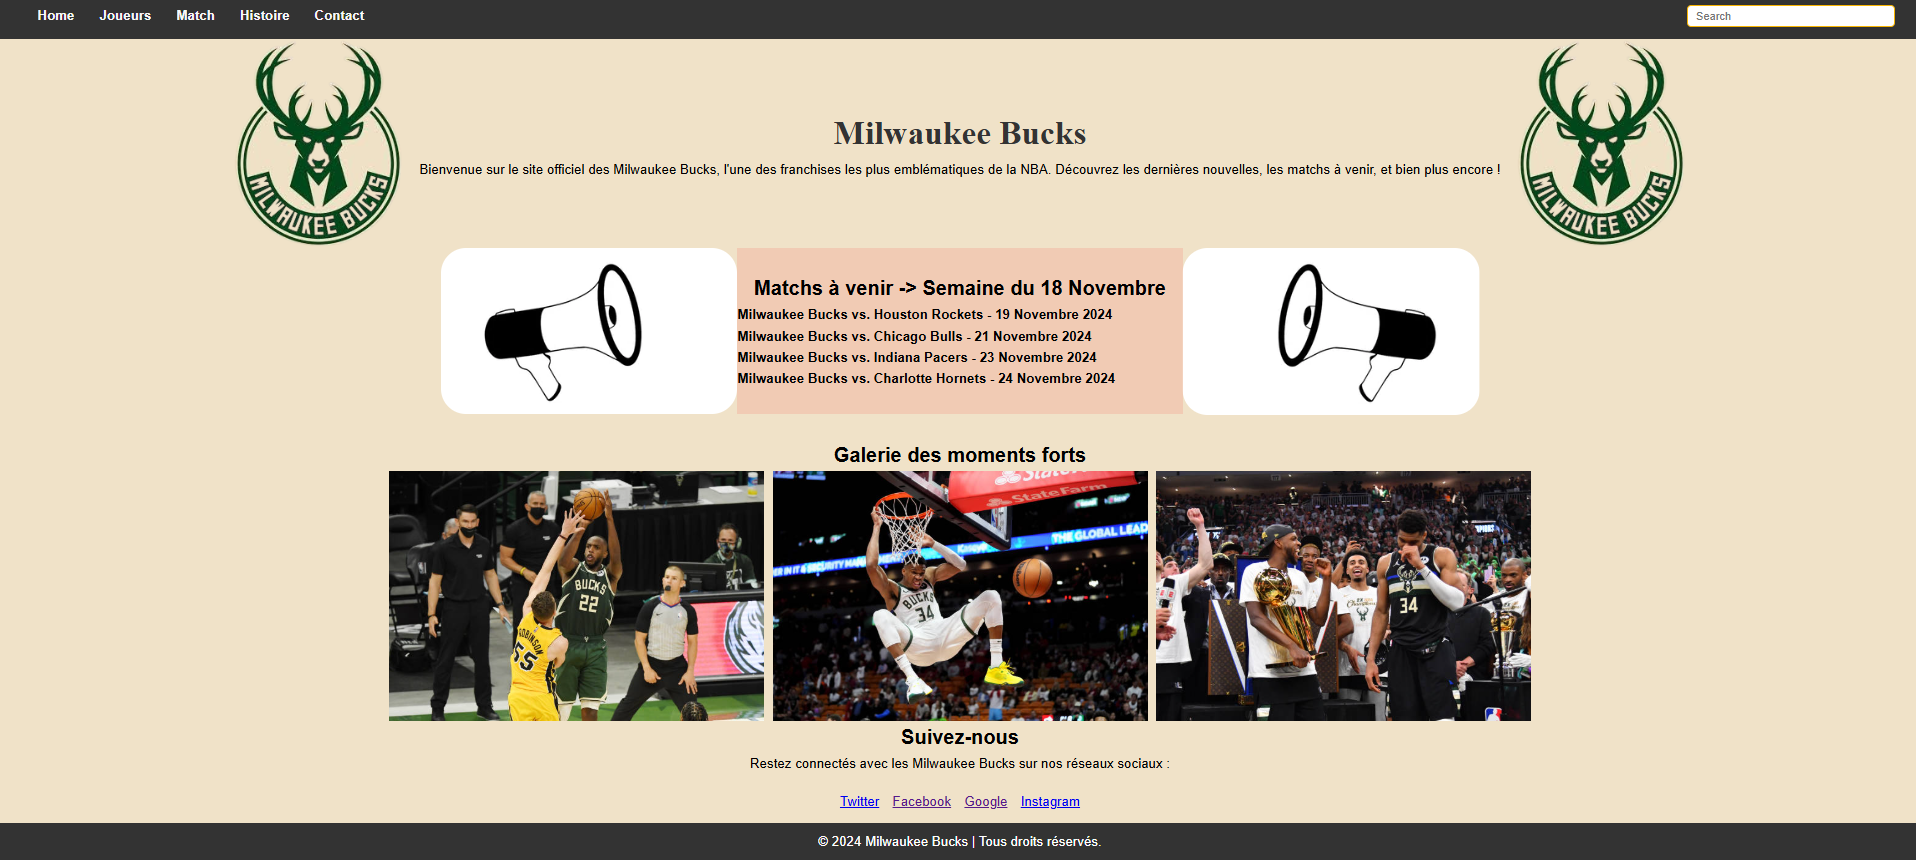 Home Joueurs Match Histoire Contact Search
MILWAUKEE BUCKS
MILWAUKEE BUCKS
Milwaukee Bucks
Bienvenue sur le site officiel des Milwaukee Bucks, l'une des franchises les plus emblématiques de la NBA. Découvrez les dernières nouvelles, les matchs à venir, et bien plus encore !
Matchs à venir -> Semaine du 18 Novembre
Milwaukee Bucks vs. Houston Rockets - 19 Novembre 2024
Milwaukee Bucks vs. Chicago Bulls - 21 Novembre 2024
Milwaukee Bucks vs. Indiana Pacers - 23 Novembre 2024
Milwaukee Bucks vs. Charlotte Hornets - 24 Novembre 2024
Galerie des moments forts
BUCKS
22
ROBINSON
55
StateFarm
THE GLOBAL LEAD
BUCKS
34
34
Suivez-nous
Restez connectés avec les Milwaukee Bucks sur nos réseaux sociaux :
Twitter Facebook Google Instagram
© 2024 Milwaukee Bucks | Tous droits réservés.